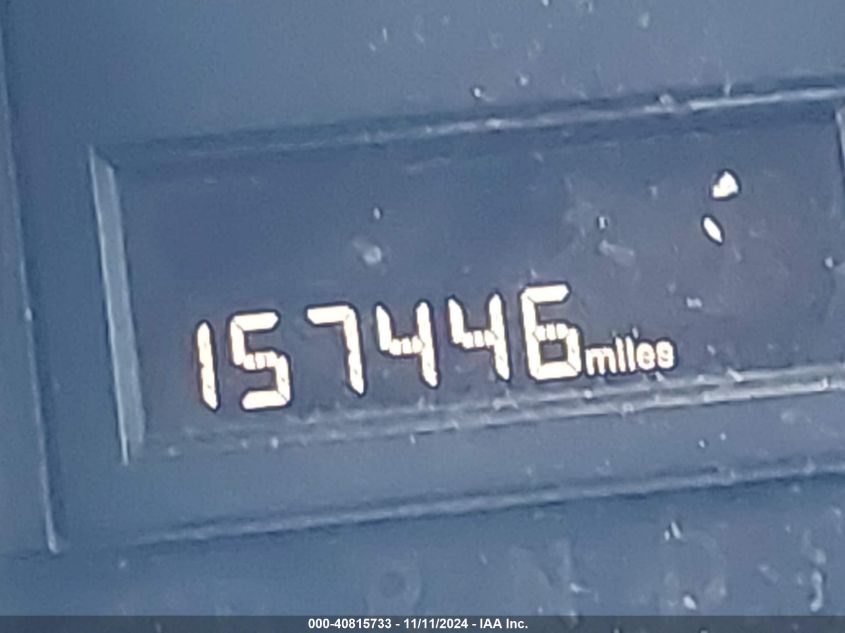 157446miles
000-40815733 - 11/11/2024 - IAA Inc.